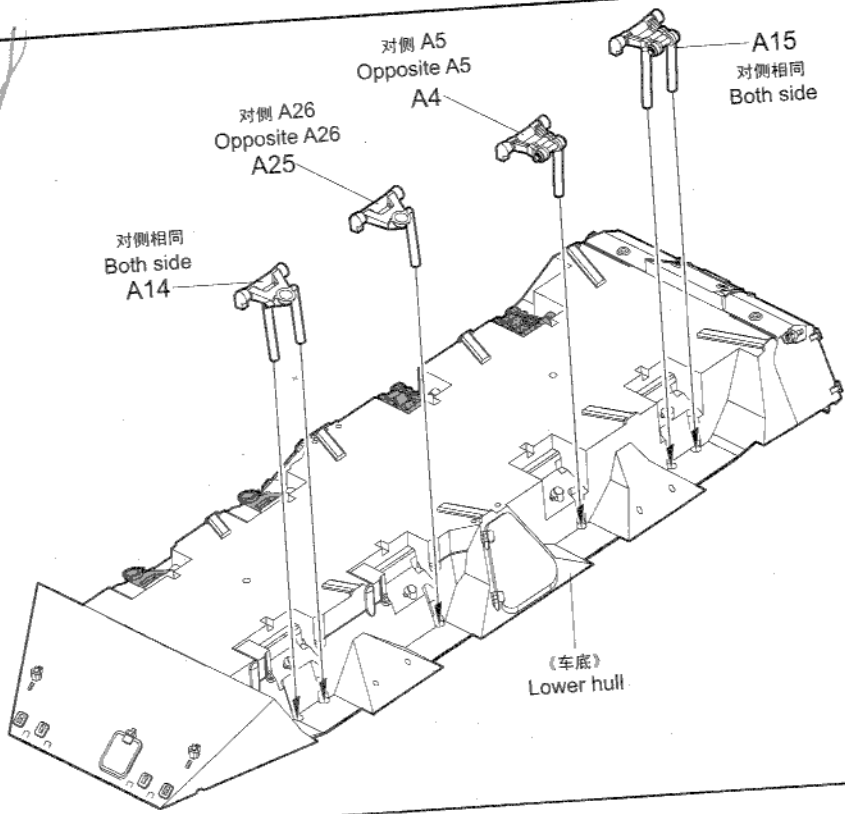 对侧 A5
Opposite A5
A4
A15
对侧相同
Both side
对侧 A26
Opposite A26
A25
对侧相同
Both side
A14
《车底》
Lower hull